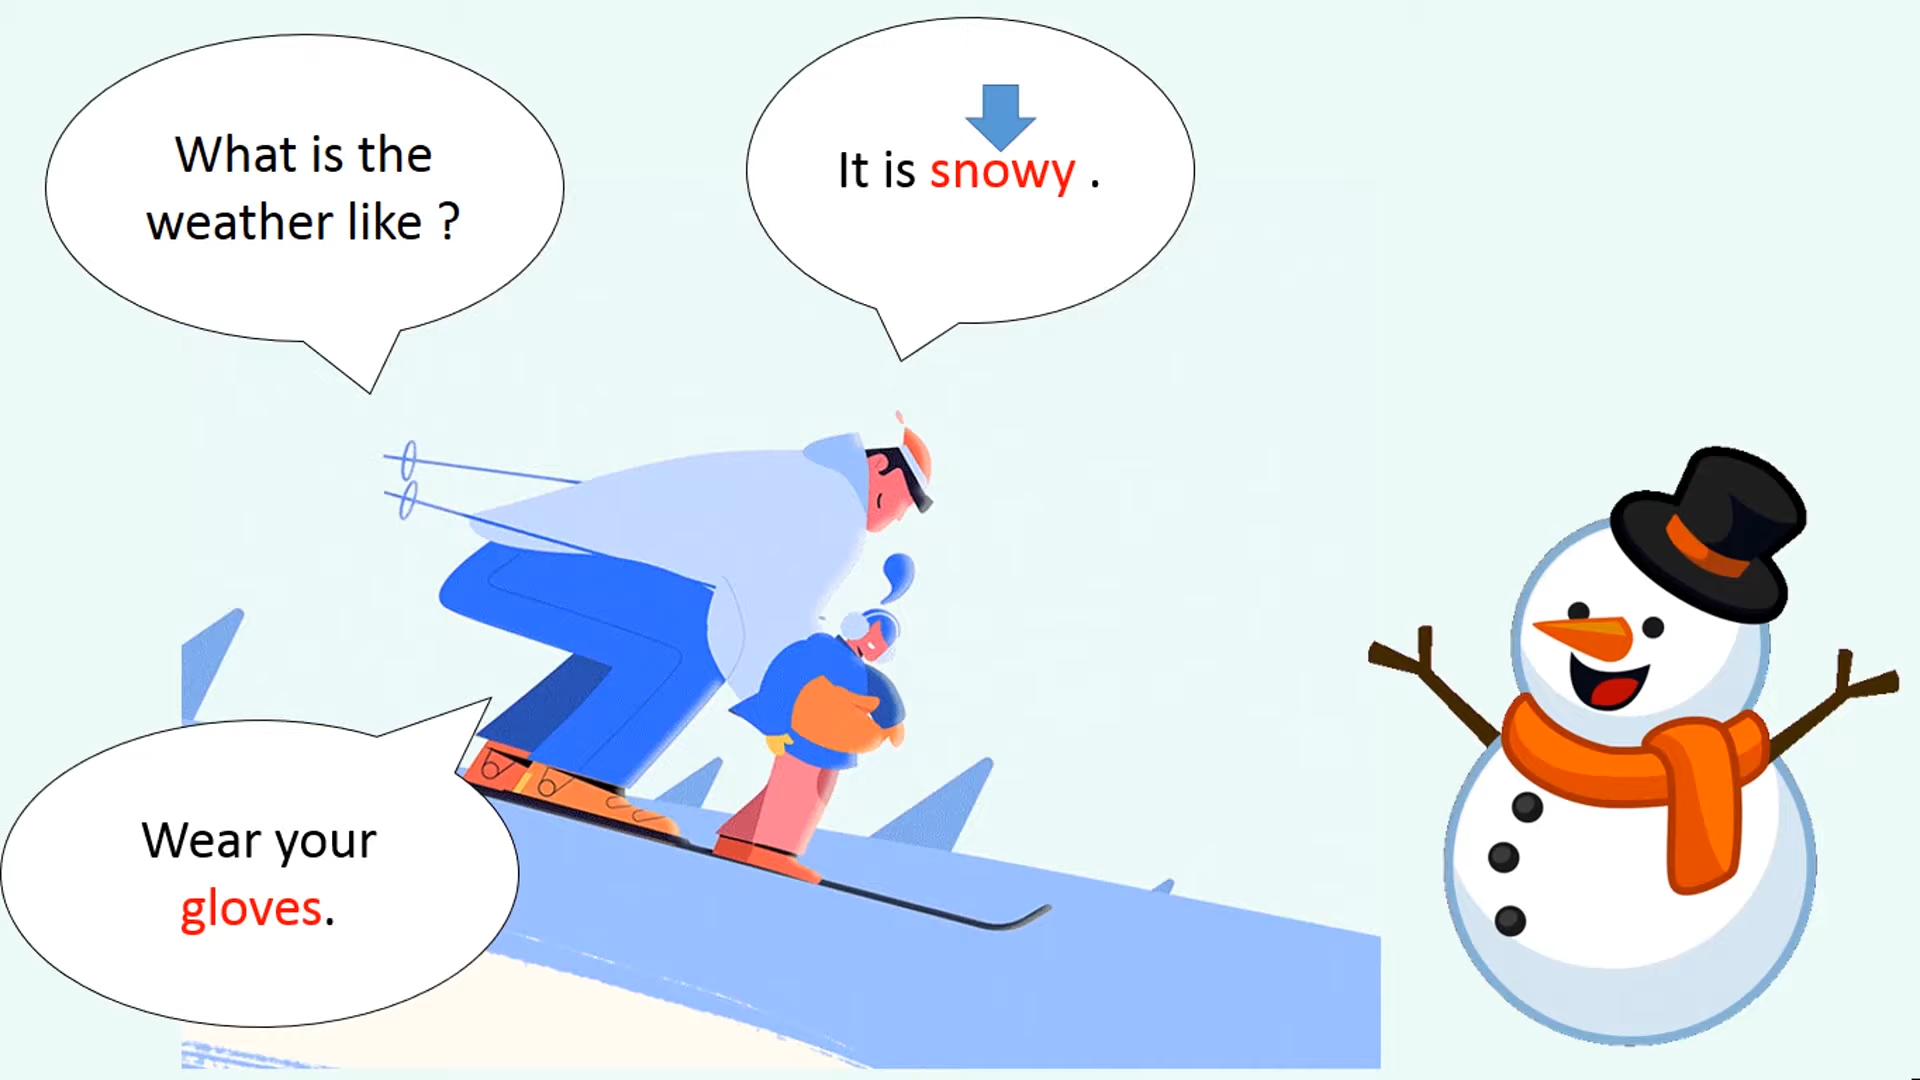 What is the
weather like ?
It is snowy .
Wear your
gloves.